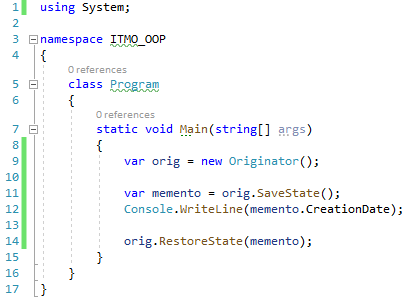 1 using System;
2
3 namespace ITMO_OOP
4 {
0 references
5 class Program
6 {
0 references
7 static void Main(string[] args)
8 {
9 var orig = new Originator();
10
11 var memento = orig.SaveState();
12 Console.WriteLine(memento.CreationDate);
13
14 orig.RestoreState(memento);
15 }
16 }
17 }